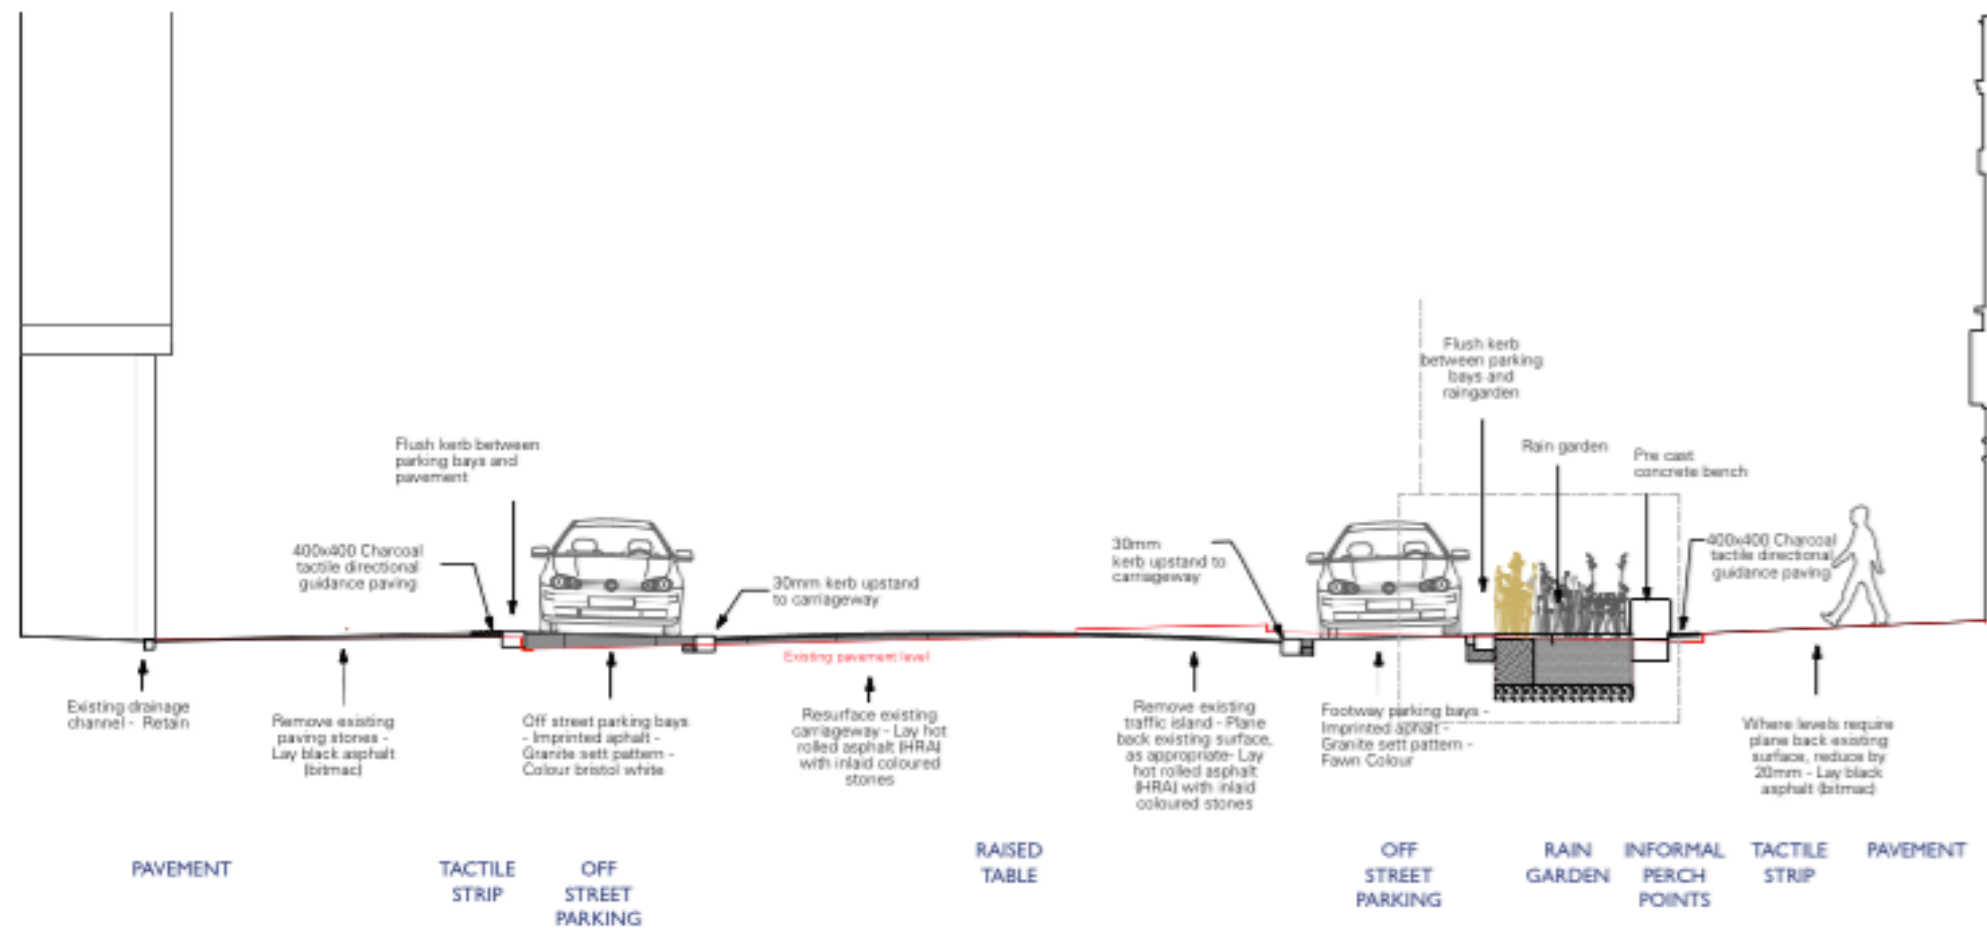 Flush kerb
between parking
bays and
raingarden
Flush kerb between
parking bays and
pavement
Rain garden
Pre cast
concrete bench
400x400 Charcoal
tactile directional
guidance paving
30mm kerb upstand
to carriageway
30mm
kerb upstand to
carriageway
400x400 Charcoal
tactile directional
guidance paving
Existing pavement level
Existing drainage
channel - Retain
Remove existing
paving stones -
Lay black asphalt
(bitmac)
Off street parking bays
- Imprinted aphalt -
Granite sett pattern -
Colour bristol white
Resurface existing
carriageway - Lay hot
rolled asphalt (HRA)
with inlaid coloured
stones
Remove existing
traffic island - Plane
back existing surface,
as appropriate- Lay
hot rolled asphalt
(HRA) with inlaid
coloured stones
Footway parking bays -
Imprinted aphalt -
Granite sett pattern -
Fawn Colour
Where levels require
plane back existing
surface, reduce by
20mm - Lay black
asphalt (bitmac)
PAVEMENT
TACTILE
STRIP
OFF
STREET
PARKING
RAISED
TABLE
OFF
STREET
PARKING
RAIN
GARDEN
INFORMAL
PERCH
POINTS
TACTILE
STRIP
PAVEMENT